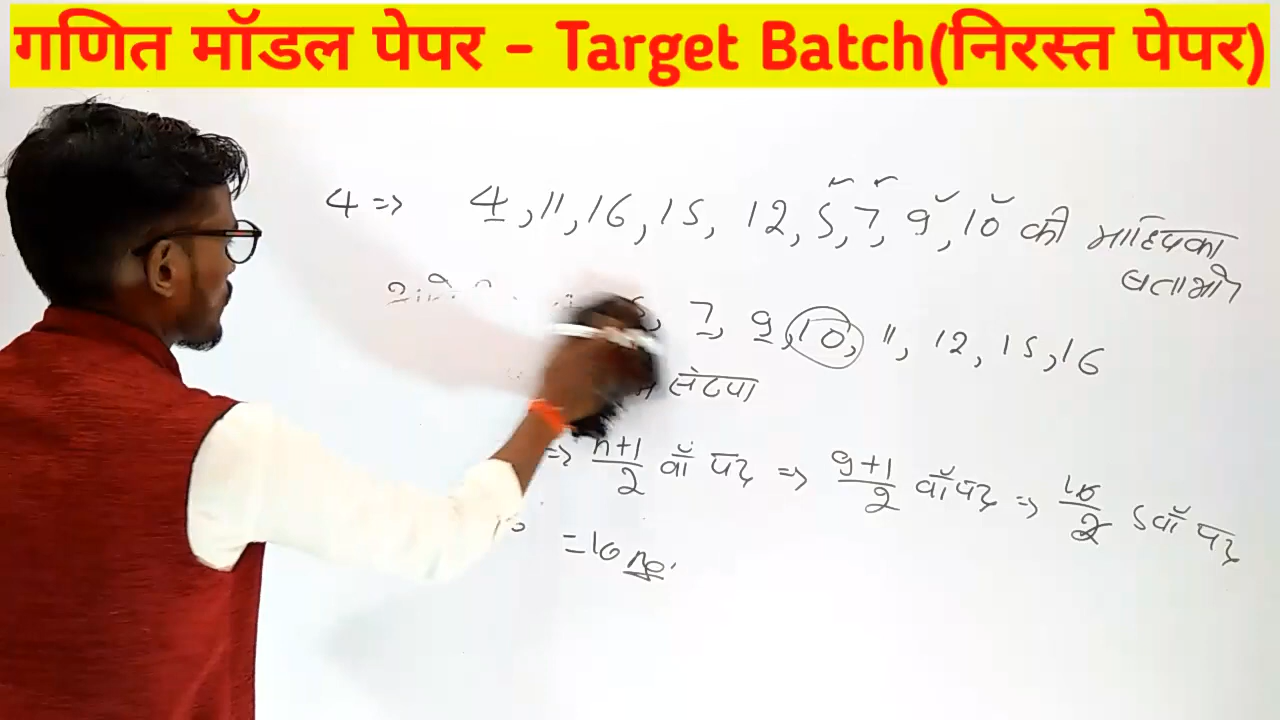 गणित मॉडल पेपर - Target Batch(निरस्त पेपर)
4 => 4, 11, 16, 15, 12, 5, 7, 9, 10 की माध्यिका
बताओ।
7, 9, 10, 11, 12, 15, 16
संख्या
=> n+1/2 वाँ पद => 9+1/2 वाँ पद => 10/2 5वाँ पद
= 10